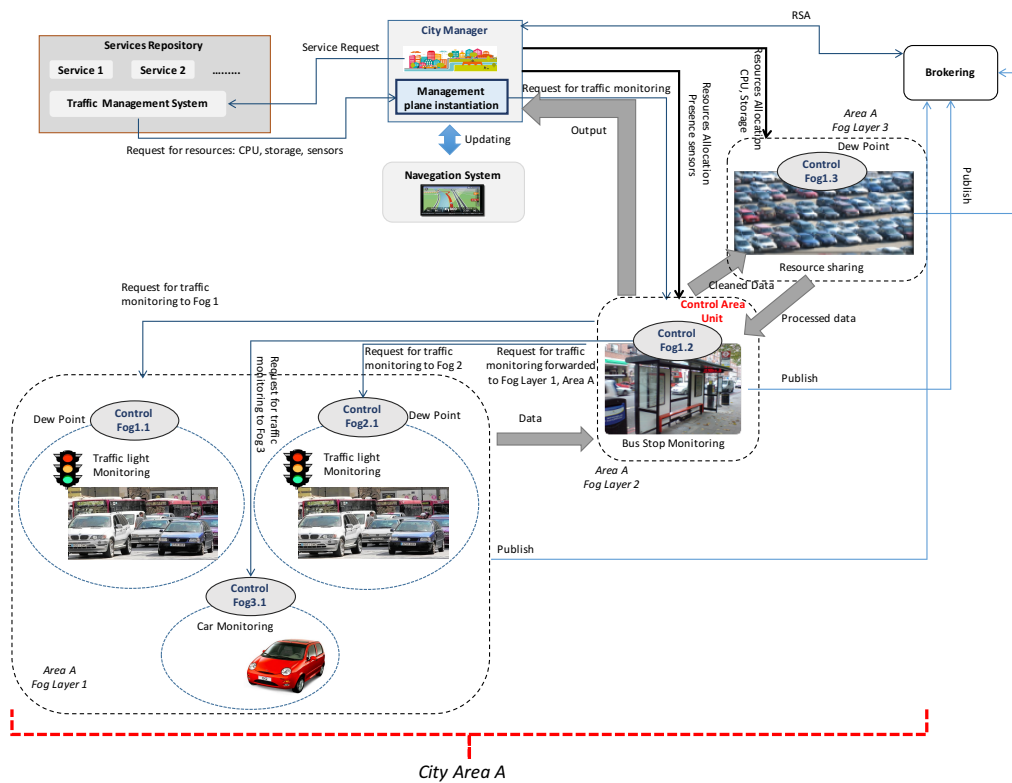 RSA
City Manager
Services Repository
Service Request
Service 1
Service 2
.........
Brokering
Traffic Management System
Management
plane instantiation
Request for traffic monitoring
Resources Allocation
CPU, Storage
Resources Allocation
Presence sensors
Output
Area A
Fog Layer 3
Dew Point
Request for resources: CPU, storage, sensors
Updating
Control
Fog1.3
Navigation System
Publish
Resource sharing
Cleaned Data
Request for traffic
monitoring to Fog 1
Control Area
Unit
Processed data
Control
Fog1.2
Request for traffic
monitoring to Fog3
Request for traffic
monitoring to Fog 2
Request for traffic
monitoring forwarded
to Fog Layer 1, Area A
Publish
Dew Point
Control
Fog1.1
Control
Fog2.1
Dew Point
Data
Bus Stop Monitoring
Traffic light
Monitoring
Traffic light
Monitoring
Area A
Fog Layer 2
Publish
Control
Fog3.1
Car Monitoring
Area A
Fog Layer 1
City Area A